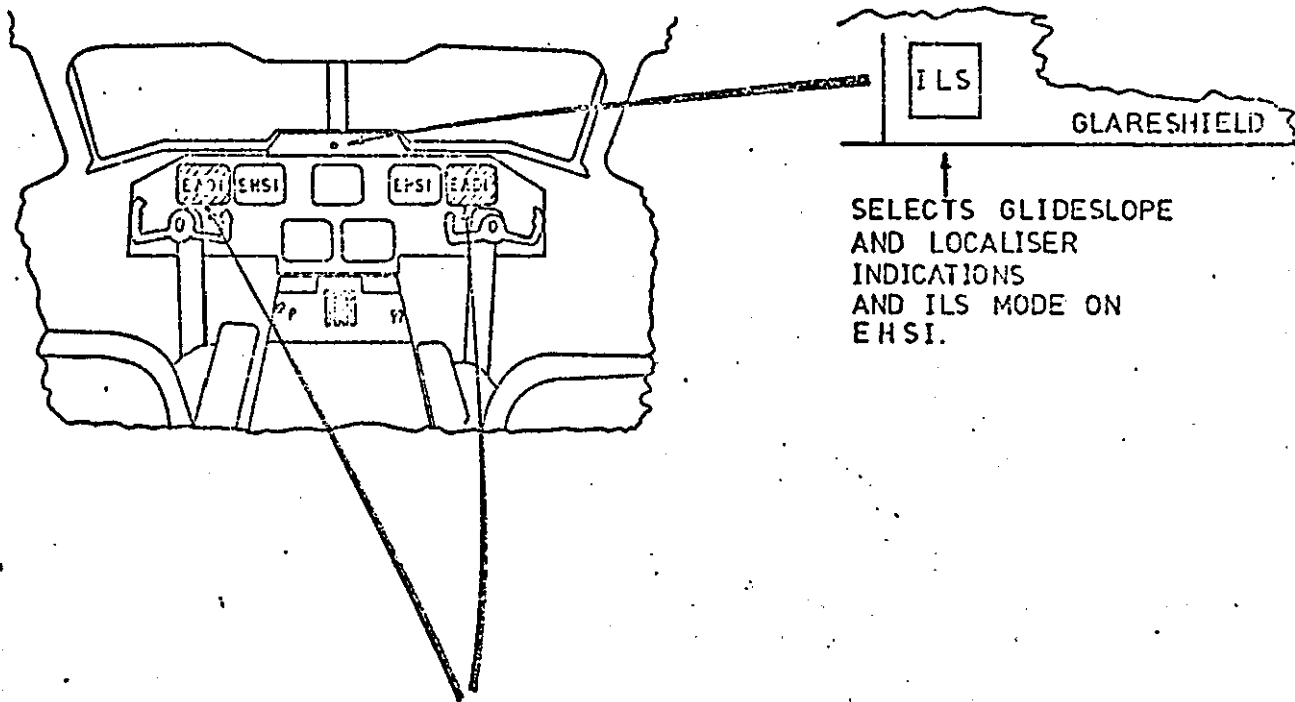 ILS
GLARESHIELD
SELECTS GLIDESLOPE
AND LOCALISER
INDICATIONS
AND ILS MODE ON
EHSI.
EADI EHSI EHSI EADI